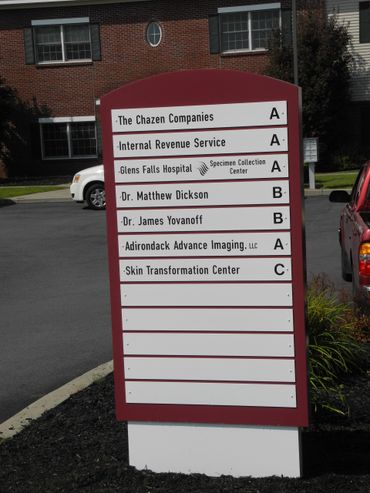 The Chazen Companies A
Internal Revenue Service A
Glens Falls Hospital Specimen Collection Center A
Dr. Matthew Dickson B
Dr. James Yovanoff B
Adirondack Advance Imaging, LLC A
Skin Transformation Center C